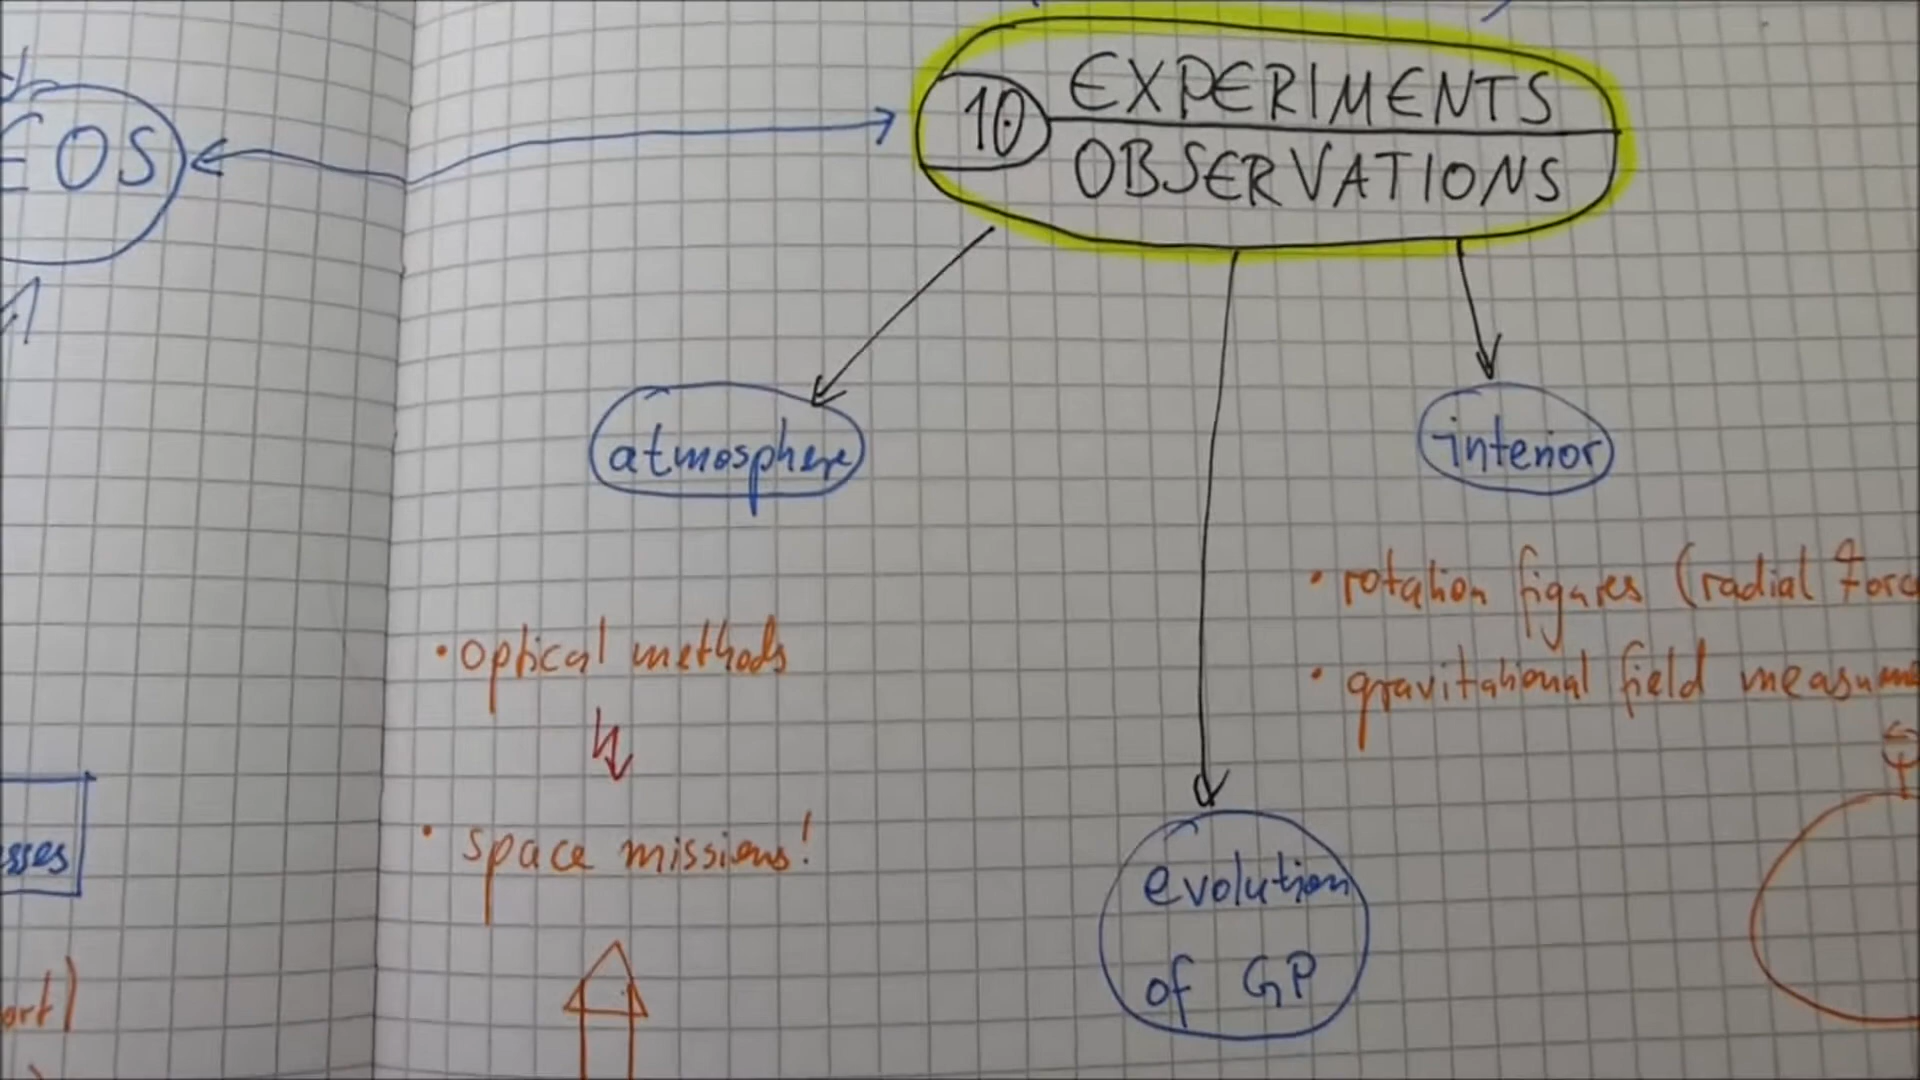 EOS
10
EXPERIMENTS
OBSERVATIONS
atmosphere
interior
• rotation figures (radial
• gravitational field
• optical methods
• space missions!
evolution
of GP